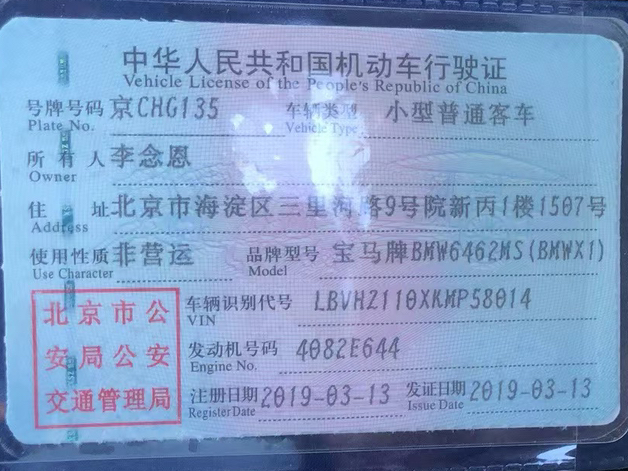 中华人民共和国机动车行驶证
Vehicle License of the People's Republic of China
号牌号码 京CHG135 车辆类型 小型普通客车
Plate No. Vehicle Type
所有人 李念恩
Owner
住址 北京市海淀区三里河路9号院新丙1楼1507号
Address
使用性质 非营运 品牌型号 宝马牌BMW6462MS(BMWX1)
Use Character Model
北京市公
安局公安
交通管理局
车辆识别代号 LBVHZ110XKMP58014
VIN
发动机号码 4082E644
Engine No.
注册日期 2019-03-13 发证日期 2019-03-13
Register Date Issue Date